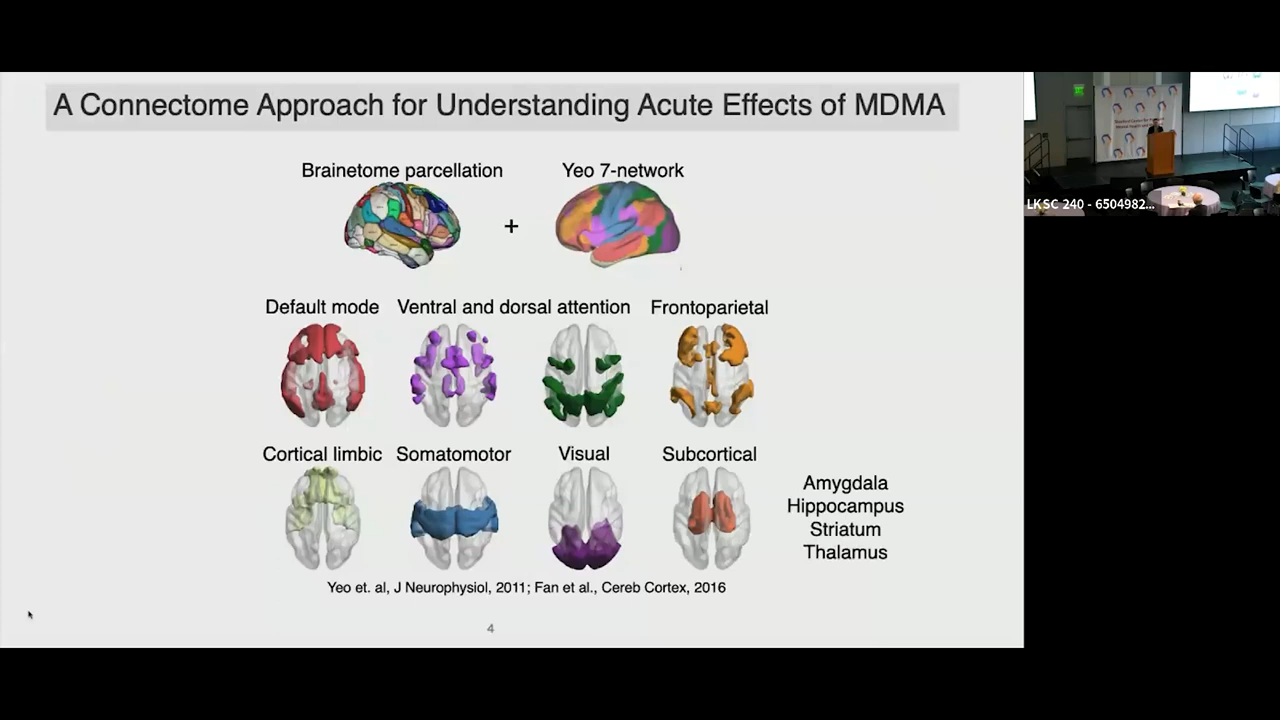 A Connectome Approach for Understanding Acute Effects of MDMA
Brainetome parcellation
Yeo 7-network
+
Default mode
Ventral and dorsal attention
Frontoparietal
Cortical limbic
Somatomotor
Visual
Subcortical
Amygdala
Hippocampus
Striatum
Thalamus
Yeo et. al, J Neurophysiol, 2011; Fan et al., Cereb Cortex, 2016
4
LKSC 240 - 6504982...